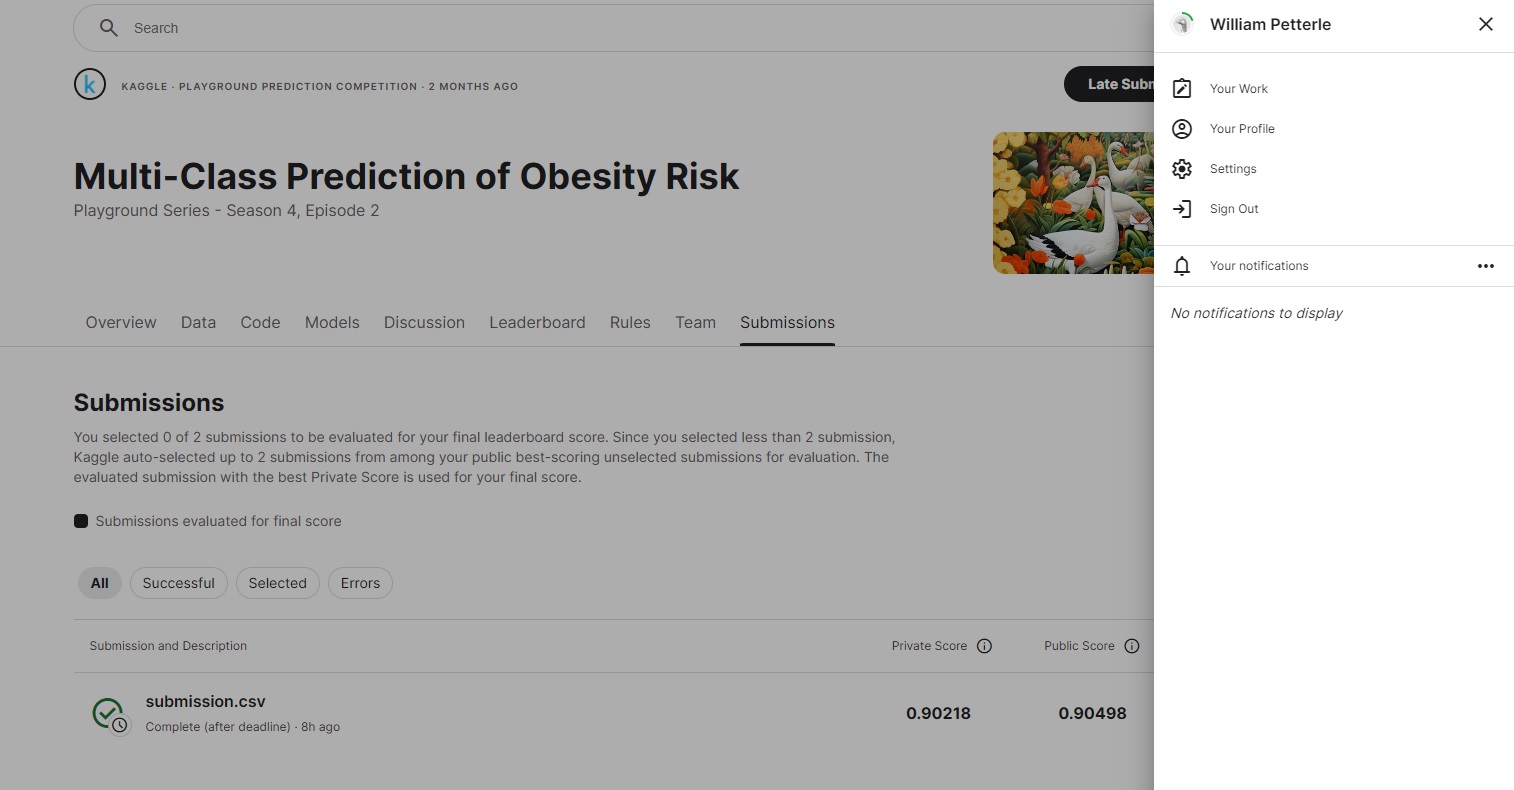 Search
k
KAGGLE · PLAYGROUND PREDICTION COMPETITION · 2 MONTHS AGO
Late Subm
Multi-Class Prediction of Obesity Risk
Playground Series - Season 4, Episode 2
Overview Data Code Models Discussion Leaderboard Rules Team Submissions
Submissions
You selected 0 of 2 submissions to be evaluated for your final leaderboard score. Since you selected less than 2 submission,
Kaggle auto-selected up to 2 submissions from among your public best-scoring unselected submissions for evaluation. The
evaluated submission with the best Private Score is used for your final score.
Submissions evaluated for final score
All Successful Selected Errors
Submission and Description Private Score Public Score
submission.csv
Complete (after deadline) · 8h ago
0.90218 0.90498
William Petterle
Your Work
Your Profile
Settings
Sign Out
Your notifications
No notifications to display